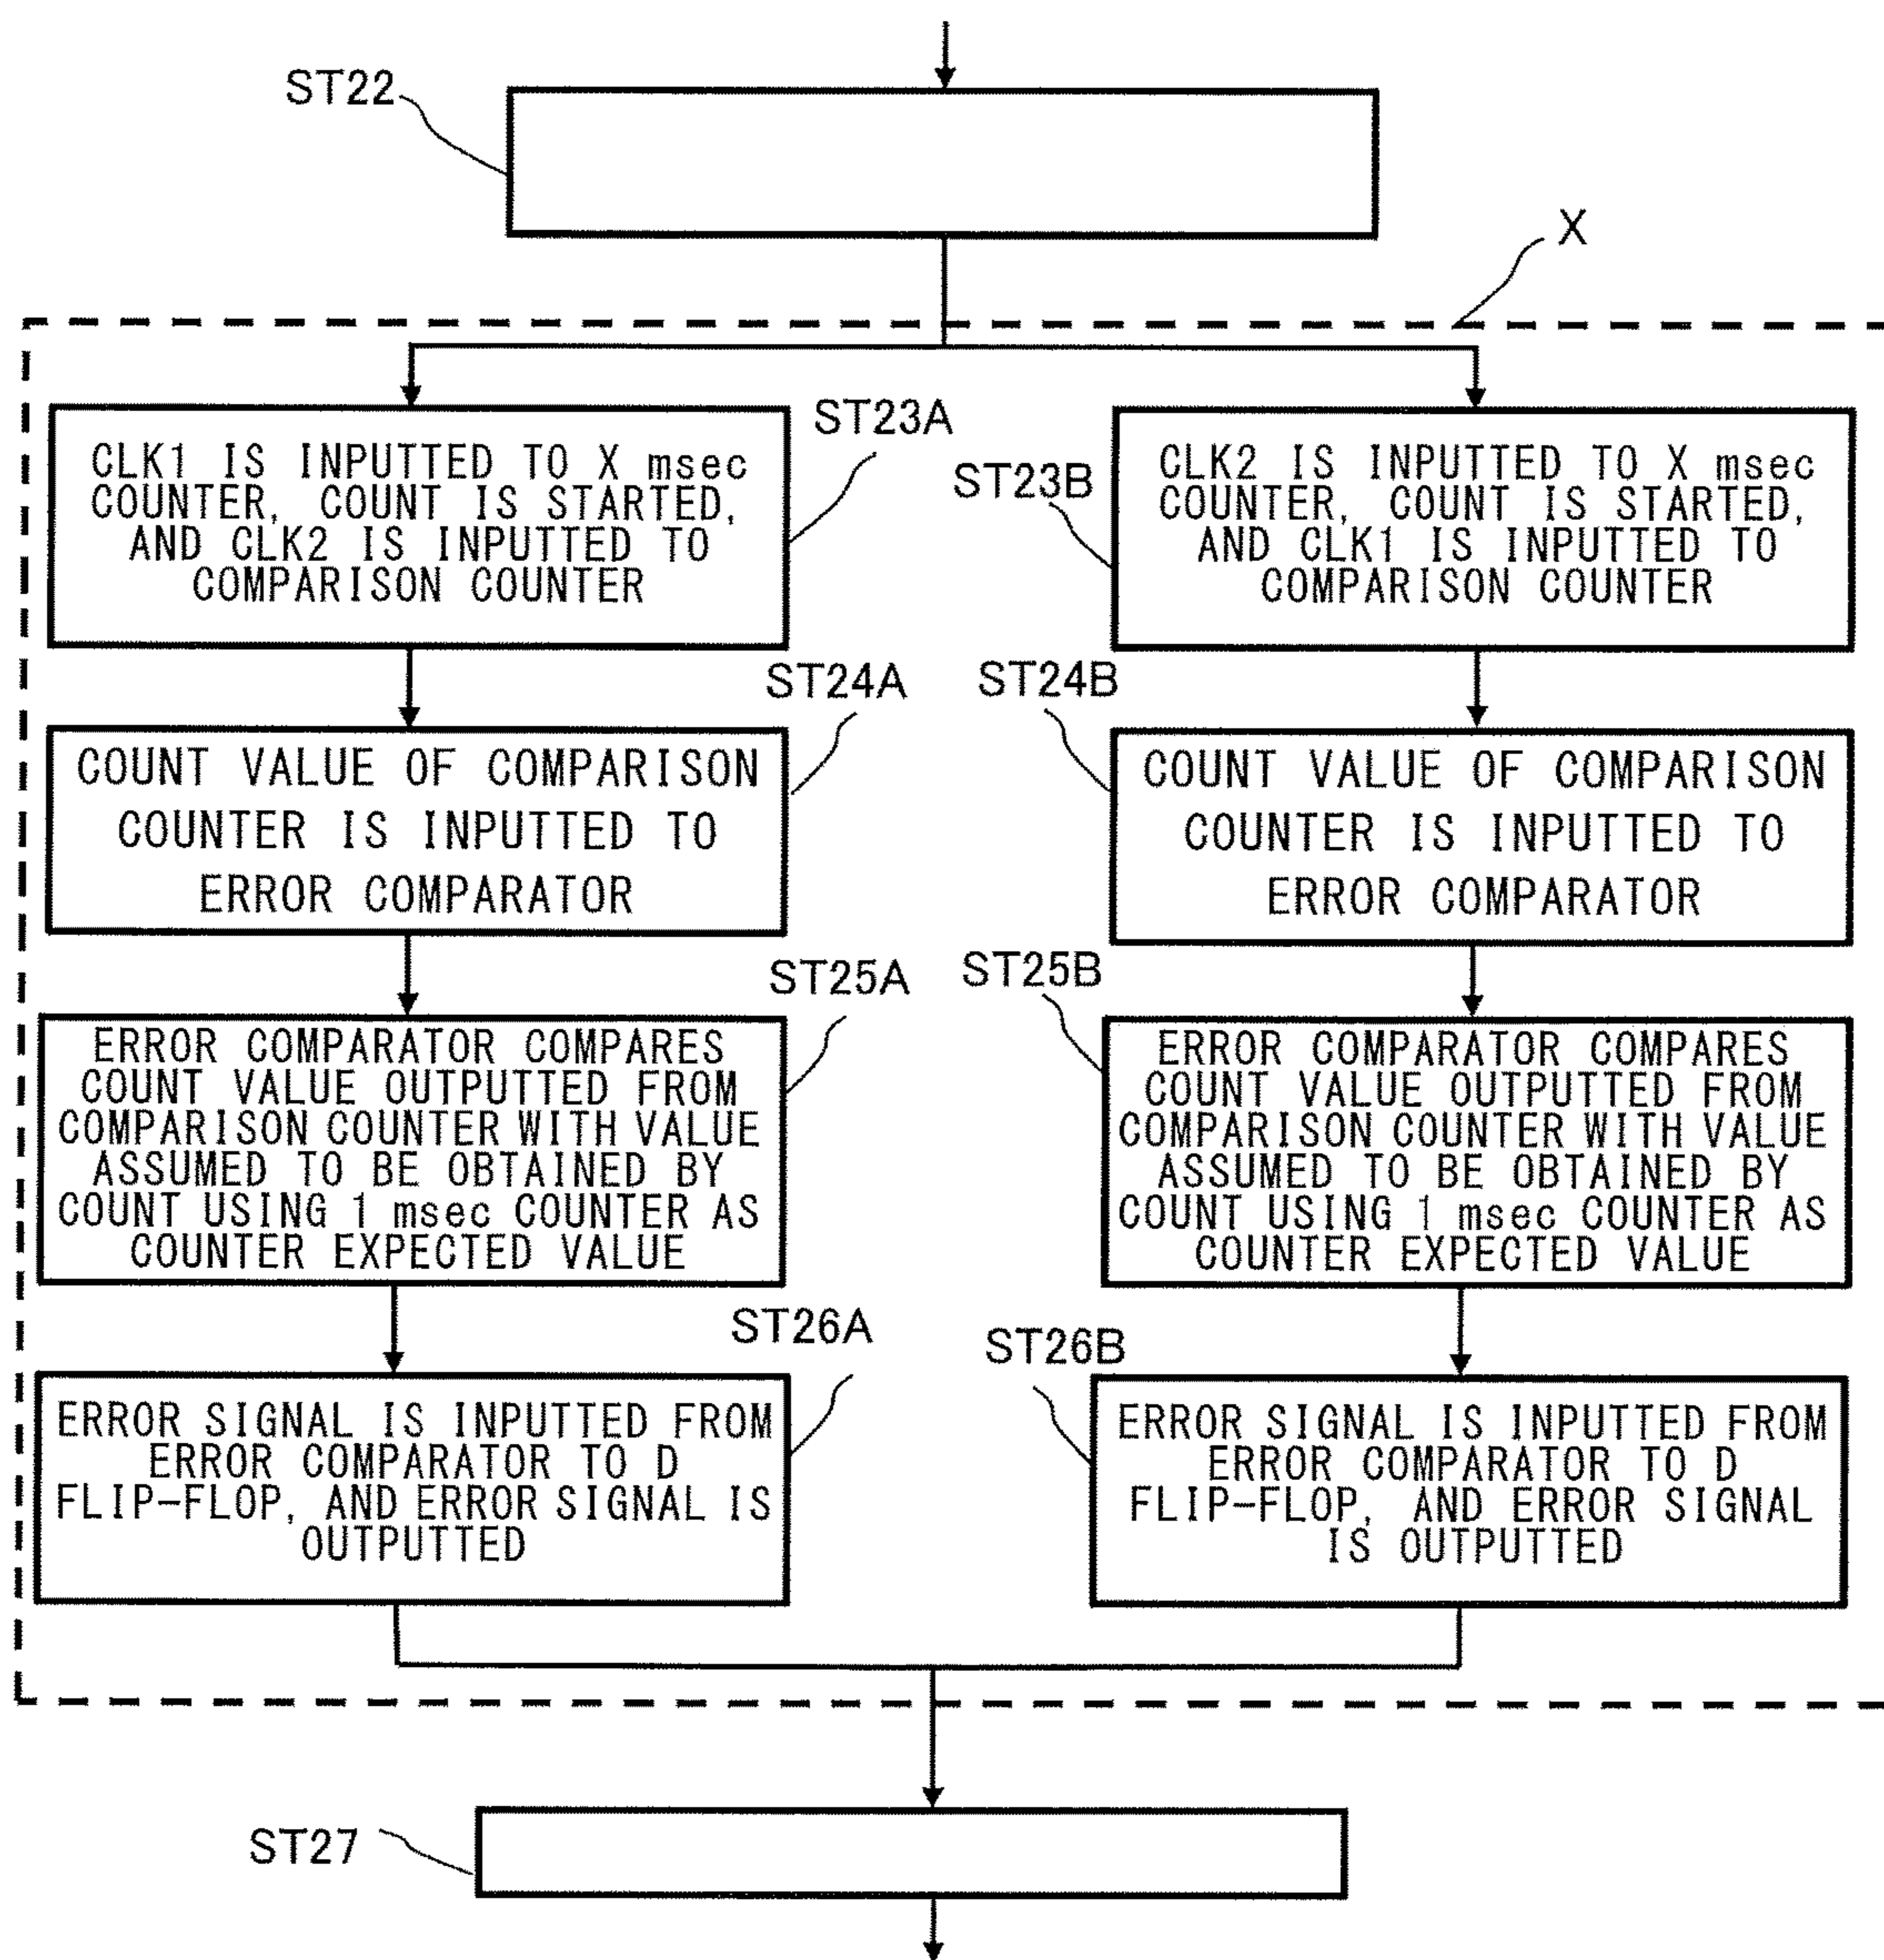 ST22
X
CLK1 IS INPUTTED TO X msec
COUNTER, COUNT IS STARTED,
AND CLK2 IS INPUTTED TO
COMPARISON COUNTER
ST23A
ST23B
CLK2 IS INPUTTED TO X msec
COUNTER, COUNT IS STARTED,
AND CLK1 IS INPUTTED TO
COMPARISON COUNTER
ST24A
ST24B
COUNT VALUE OF COMPARISON
COUNTER IS INPUTTED TO
ERROR COMPARATOR
COUNT VALUE OF COMPARISON
COUNTER IS INPUTTED TO
ERROR COMPARATOR
ST25A
ST25B
ERROR COMPARATOR COMPARES
COUNT VALUE OUTPUTTED FROM
COMPARISON COUNTER WITH VALUE
ASSUMED TO BE OBTAINED BY
COUNT USING 1 msec COUNTER AS
COUNTER EXPECTED VALUE
ERROR COMPARATOR COMPARES
COUNT VALUE OUTPUTTED FROM
COMPARISON COUNTER WITH VALUE
ASSUMED TO BE OBTAINED BY
COUNT USING 1 msec COUNTER AS
COUNTER EXPECTED VALUE
ST26A
ST26B
ERROR SIGNAL IS INPUTTED FROM
ERROR COMPARATOR TO D
FLIP-FLOP, AND ERROR SIGNAL IS
OUTPUTTED
ERROR SIGNAL IS INPUTTED FROM
ERROR COMPARATOR TO D
FLIP-FLOP, AND ERROR SIGNAL
IS OUTPUTTED
ST27